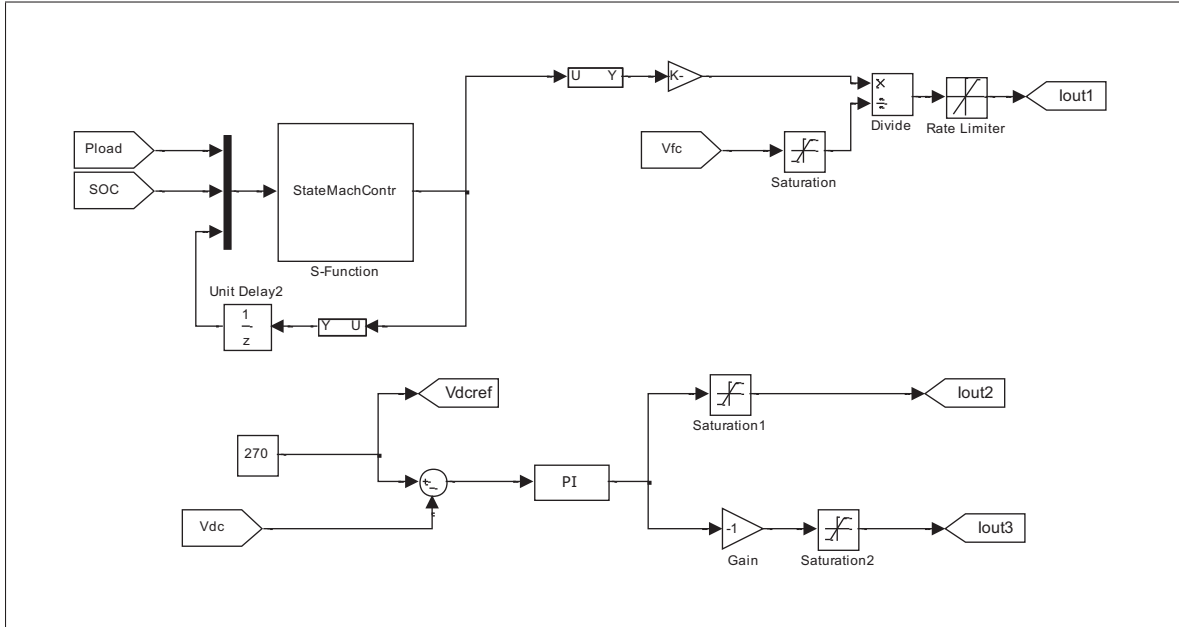 U Y
K-
Iout1
Divide
Rate Limiter
Pload
Vfc
Saturation
SOC
StateMachContr
S-Function
Unit Delay2
1
z
Y U
Vdcref
Iout2
Saturation1
270
PI
Vdc
-1
Iout3
Gain
Saturation2